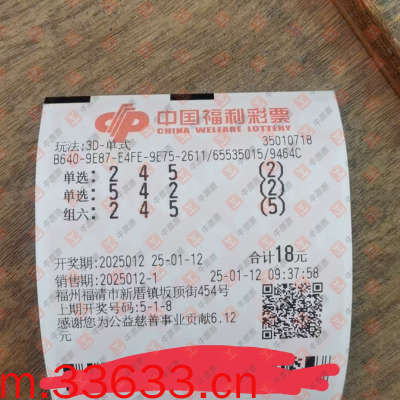 中国福利彩票
CHINA WELFARE LOTTERY
玩法:3D-单式 35010718
B640-9E87-E4FE-9E75-2611/65535015/9464C
单选:2 4 5 (2)
单选:5 4 2 (2)
组六:2 4 5 (5)
开奖期:2025012 25-01-12 合计18元
销售期:2025012-1 25-01-12 09:37:58
福州福清市新厝镇坂顶街454号
上期开奖号码:5-1-8
感谢您为公益慈善事业贡献6.12
元
m.33633.cn